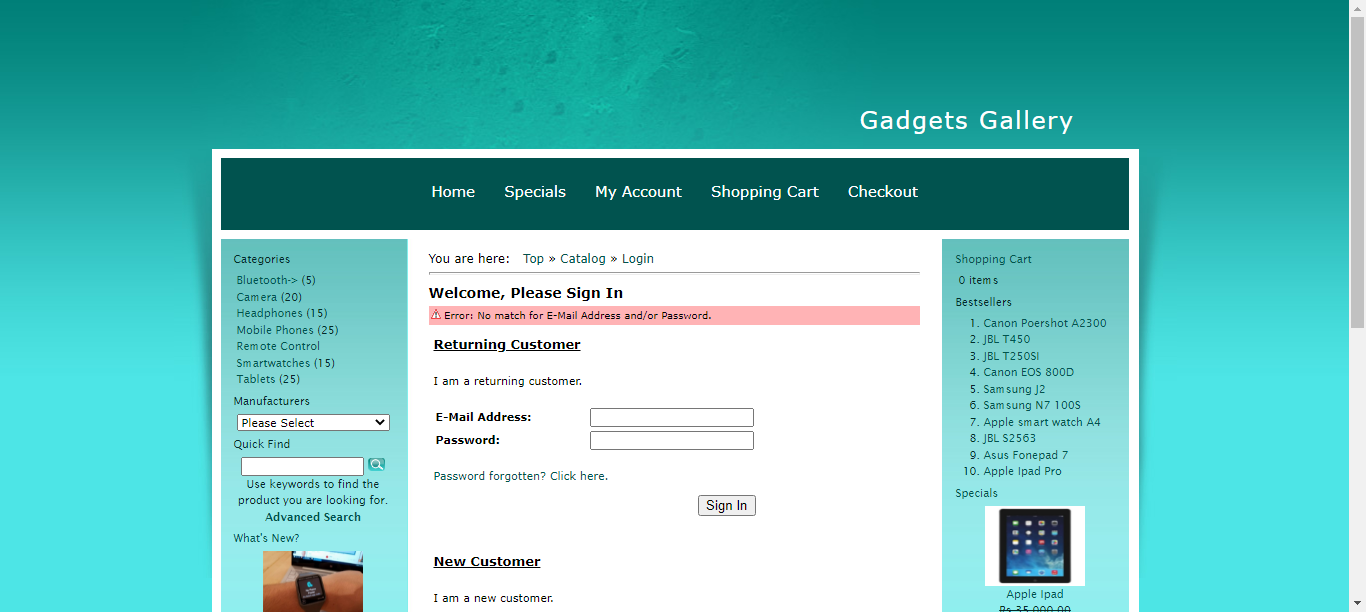 Gadgets Gallery
Home Specials My Account Shopping Cart Checkout
Categories
Bluetooth-> (5)
Camera (20)
Headphones (15)
Mobile Phones (25)
Remote Control
Smartwatches (15)
Tablets (25)
Manufacturers
Please Select
Quick Find
Use keywords to find the
product you are looking for.
Advanced Search
What's New?
You are here: Top » Catalog » Login
Welcome, Please Sign In
Error: No match for E-Mail Address and/or Password.
Returning Customer
I am a returning customer.
E-Mail Address:
Password:
Password forgotten? Click here.
Sign In
New Customer
I am a new customer.
Shopping Cart
0 items
Bestsellers
1. Canon Poershot A2300
2. JBL T450
3. JBL T250SI
4. Canon EOS 800D
5. Samsung J2
6. Samsung N7 100S
7. Apple smart watch A4
8. JBL S2563
9. Asus Fonepad 7
10. Apple Ipad Pro
Specials
Apple Ipad
Rs.35,000.00